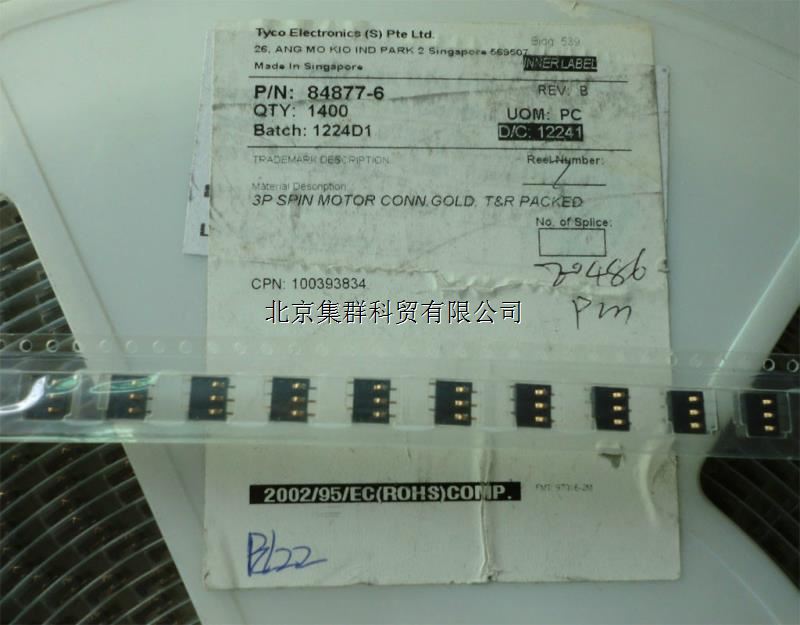 Tyco Electronics (S) Pte Ltd.
Bldg 539
26, ANG MO KIO IND PARK 2 Singapore 569507
Made In Singapore
INNER LABEL
P/N: 84877-6
REV: B
QTY: 1400
UOM: PC
Batch: 1224D1
D/C: 12241
TRADEMARK DESCRIPTION
Reel Number:
Material Description
3P SPIN MOTOR CONN,GOLD, T&R PACKED
No. of Splice:
CPN: 100393834
北京集群科贸有限公司
2002/95/EC(ROHS)COMP.